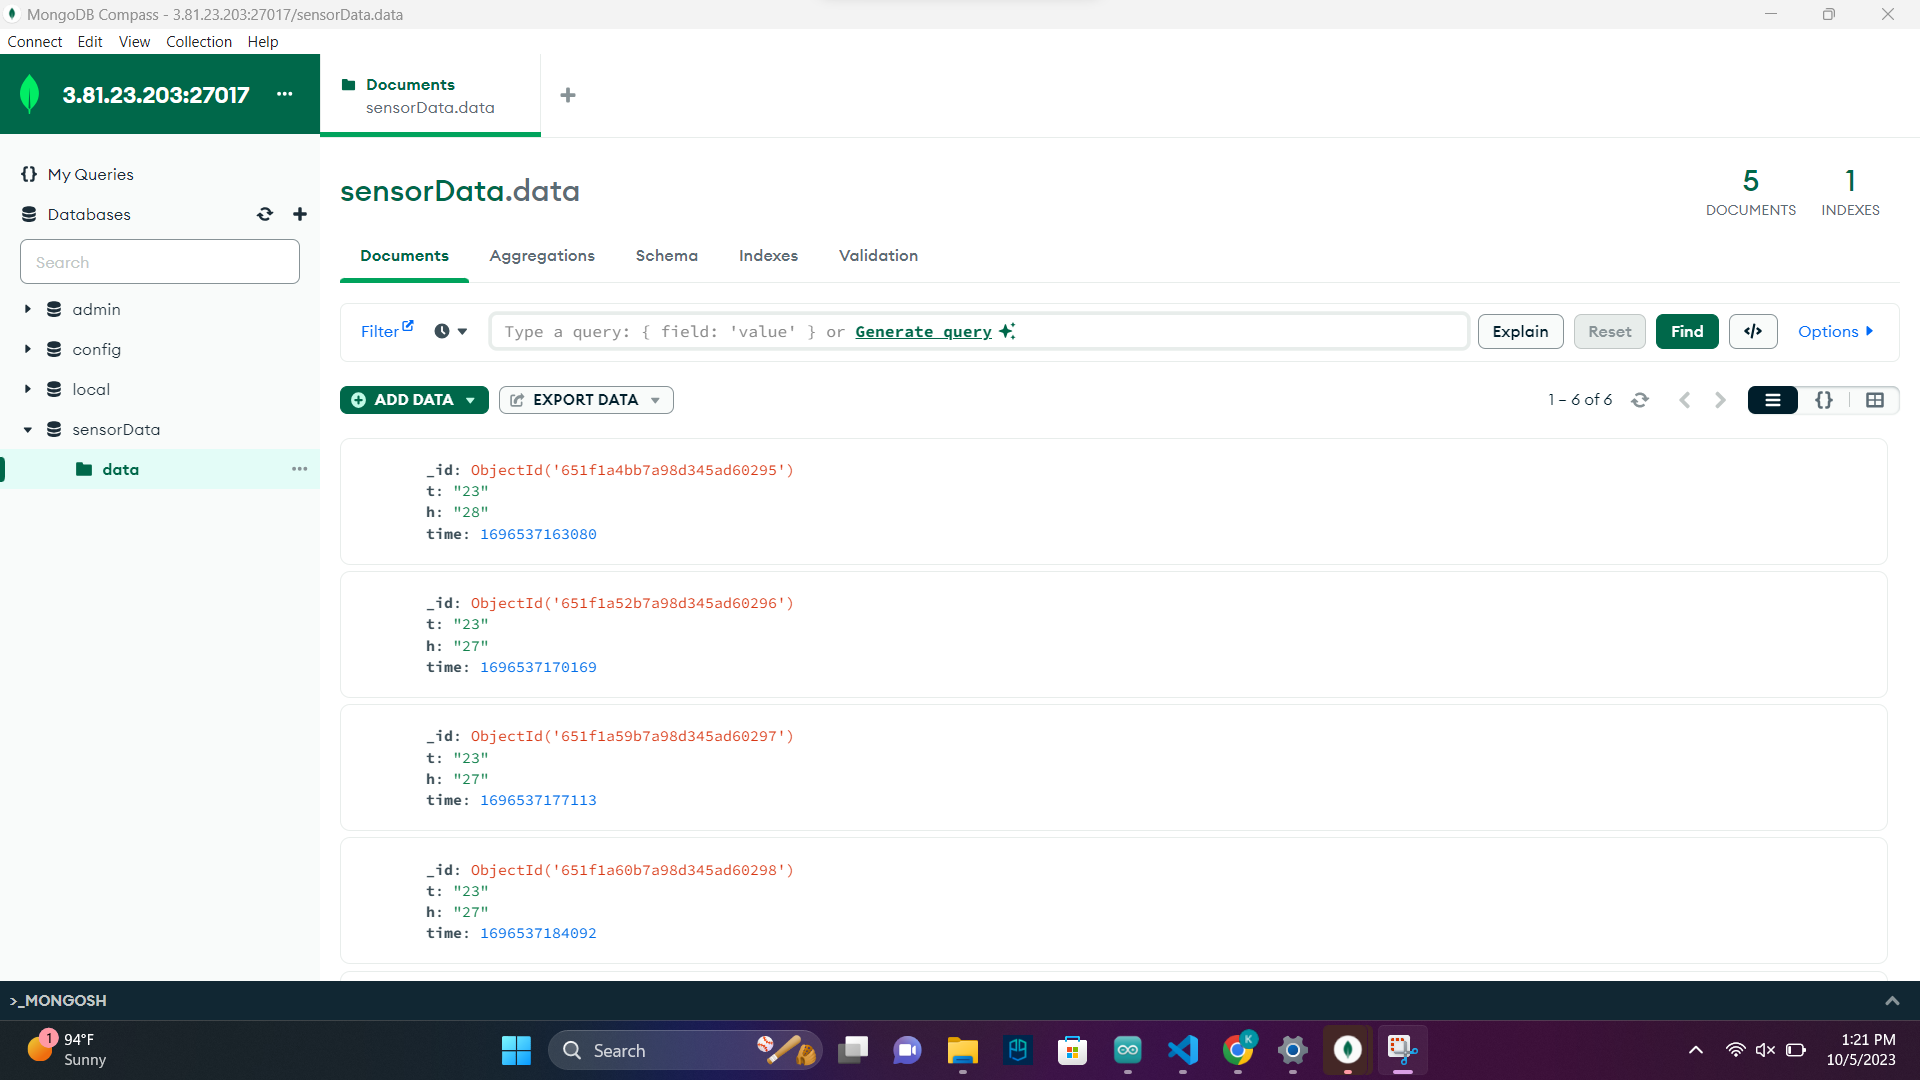 MongoDB Compass - 3.81.23.203:27017/sensorData.data
Connect Edit View Collection Help
3.81.23.203:27017 ...
Documents
sensorData.data
+
{} My Queries
Databases
Search
admin
config
local
sensorData
data ...
sensorData.data
5
DOCUMENTS
1
INDEXES
Documents Aggregations Schema Indexes Validation
Filter Type a query: { field: 'value' } or Generate query Explain Reset Find </> Options
ADD DATA EXPORT DATA 1 – 6 of 6 {}
_id: ObjectId('651f1a4bb7a98d345ad60295')
t: "23"
h: "28"
time: 1696537163080
_id: ObjectId('651f1a52b7a98d345ad60296')
t: "23"
h: "27"
time: 1696537170169
_id: ObjectId('651f1a59b7a98d345ad60297')
t: "23"
h: "27"
time: 1696537177113
_id: ObjectId('651f1a60b7a98d345ad60298')
t: "23"
h: "27"
time: 1696537184092
>_MONGOSH
1
94°F
Sunny
Search
K
1:21 PM
10/5/2023